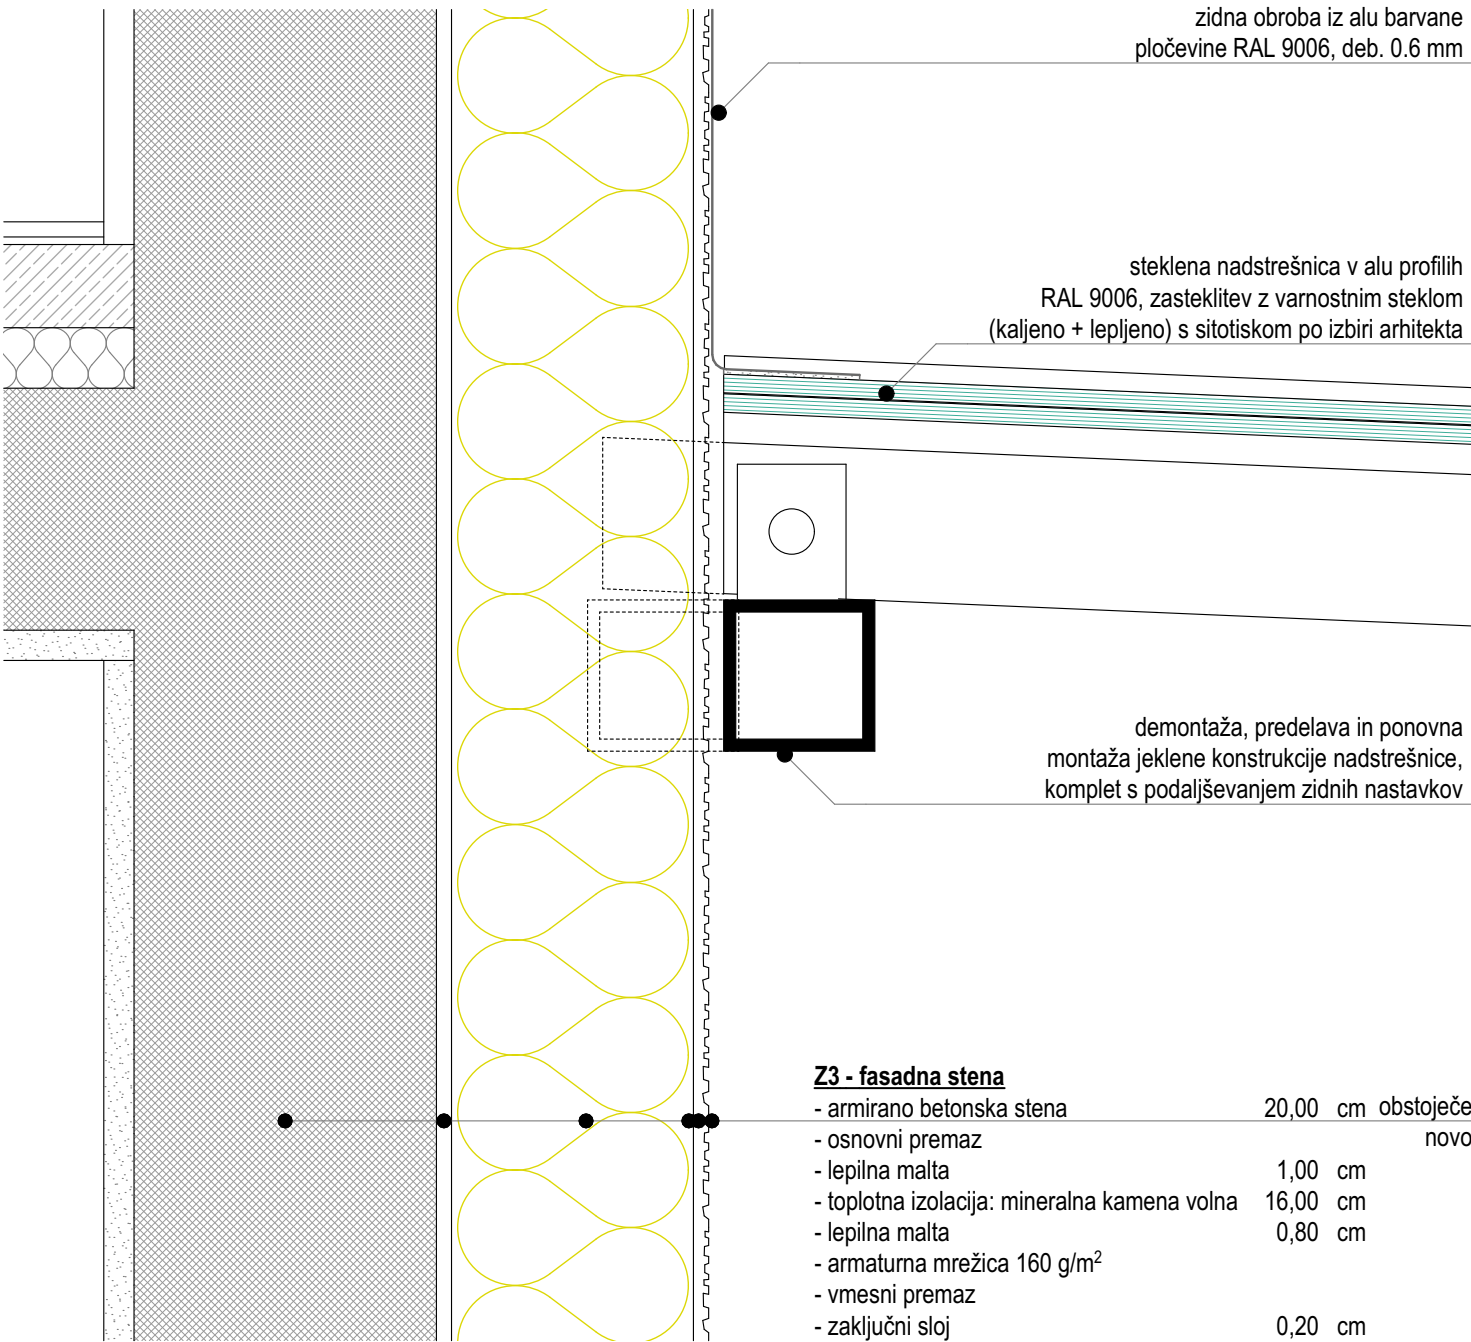 zidna obroba iz alu barvane
pločevine RAL 9006, deb. 0.6 mm
steklena nadstrešnica v alu profilih
RAL 9006, zasteklitev z varnostnim steklom
(kaljeno + lepljeno) s sitotiskom po izbiri arhitekta
demontaža, predelava in ponovna
montaža jeklene konstrukcije nadstrešnice,
komplet s podaljševanjem zidnih nastavkov
Z3 - fasadna stena
- armirano betonska stena 20,00 cm obstoječe
- osnovni premaz novo
- lepilna malta 1,00 cm
- toplotna izolacija: mineralna kamena volna 16,00 cm
- lepilna malta 0,80 cm
- armaturna mrežica 160 g/m²
- vmesni premaz
- zaključni sloj 0,20 cm